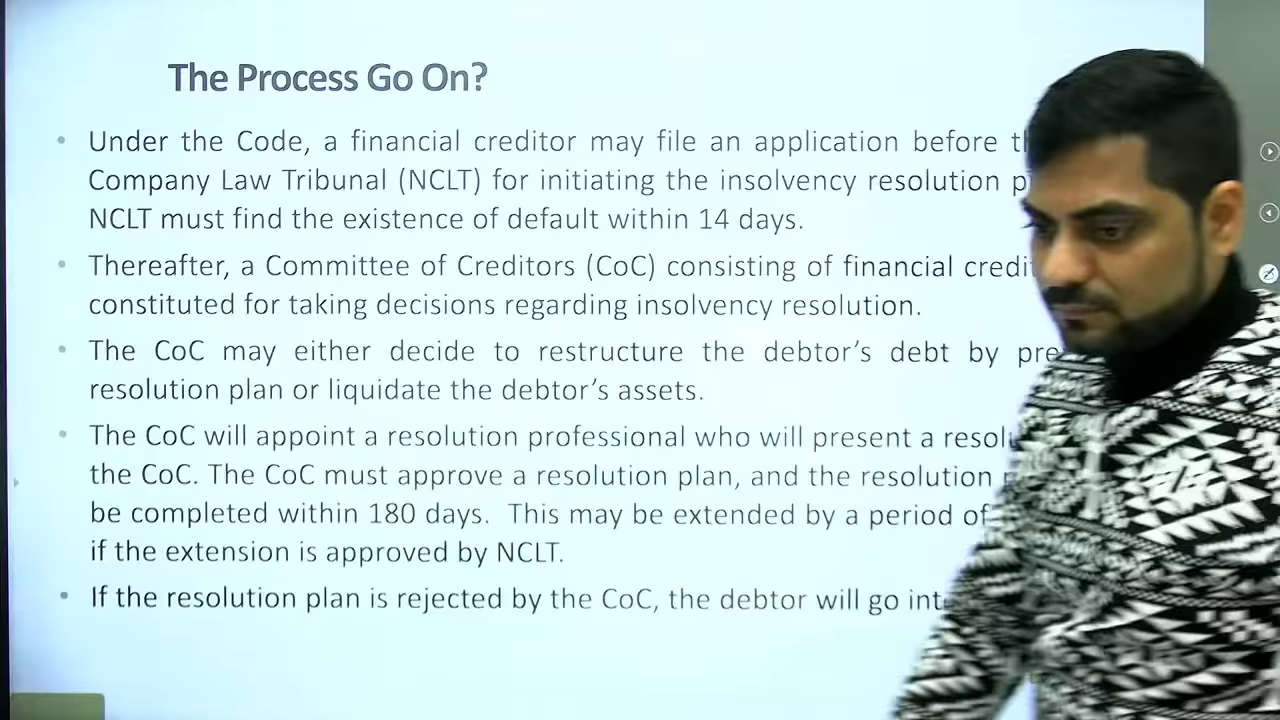 The Process Go On?
• Under the Code, a financial creditor may file an application before
Company Law Tribunal (NCLT) for initiating the insolvency resolution
NCLT must find the existence of default within 14 days.
• Thereafter, a Committee of Creditors (CoC) consisting of financial
constituted for taking decisions regarding insolvency resolution.
• The CoC may either decide to restructure the debtor's debt by
resolution plan or liquidate the debtor's assets.
• The CoC will appoint a resolution professional who will present a
the CoC. The CoC must approve a resolution plan, and the resolution
be completed within 180 days. This may be extended by a period of
if the extension is approved by NCLT.
• If the resolution plan is rejected by the CoC, the debtor will go